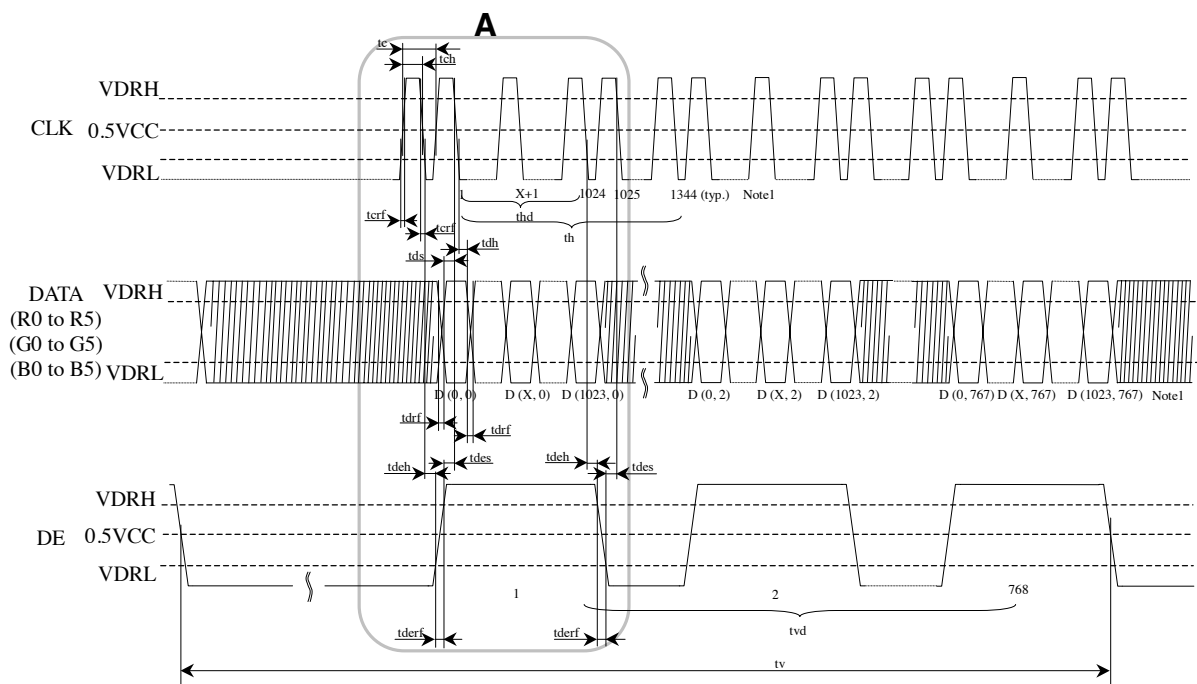 A
tc
tch
VDRH
CLK 0.5VCC
VDRL
1 X+1 1024 1025 1344 (typ.) Note1
thd
th
tcrf
tcrf
tdh
tds
DATA
(R0 to R5)
(G0 to G5)
(B0 to B5)
VDRH
VDRL
D (0, 0) D (X, 0) D (1023, 0) D (0, 2) D (X, 2) D (1023, 2) D (0, 767) D (X, 767) D (1023, 767) Note1
tdrf
tdrf
tdeh
tdes
tdeh
tdes
VDRH
DE 0.5VCC
VDRL
1 2 768
tvd
tderf
tderf
tv